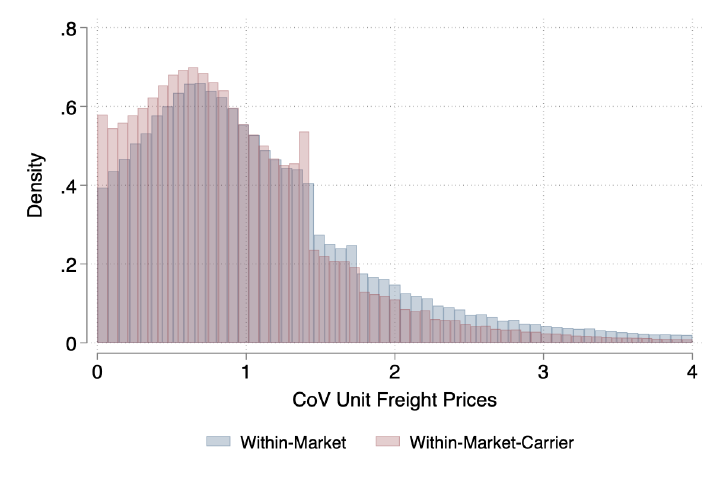 Density
.8
.6
.4
.2
0
0 1 2 3 4
CoV Unit Freight Prices
Within-Market Within-Market-Carrier